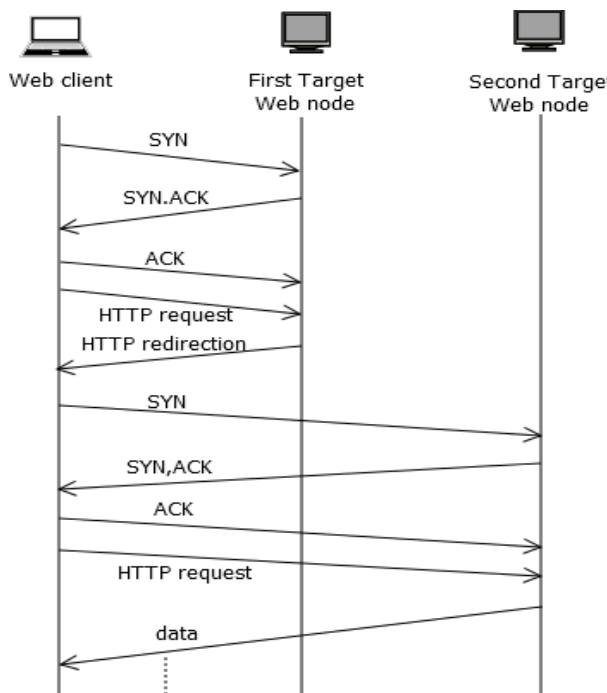 Web client
First Target
Web node
Second Target
Web node
SYN
SYN.ACK
ACK
HTTP request
HTTP redirection
SYN
SYN,ACK
ACK
HTTP request
data